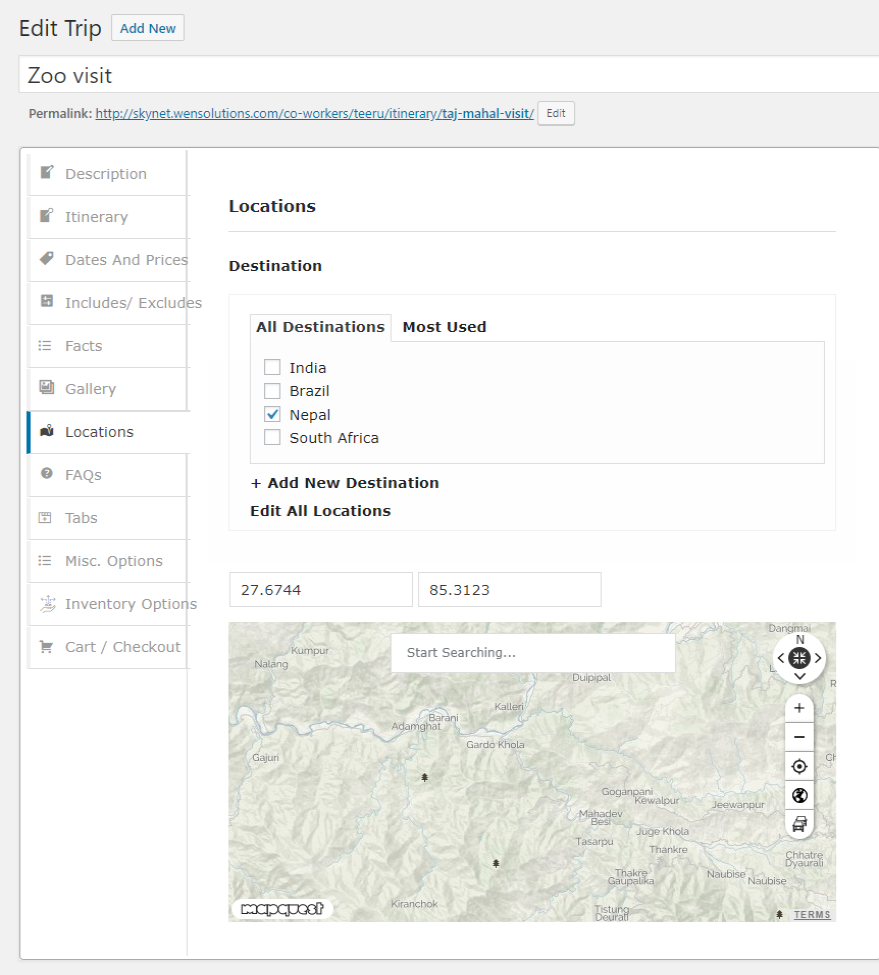 Edit Trip Add New
Zoo visit
Permalink: http://skynet.wensolutions.com/co-workers/teeru/itinerary/taj-mahal-visit/ Edit
Description
Itinerary
Dates And Prices
Includes/ Excludes
Facts
Gallery
Locations
FAQs
Tabs
Misc. Options
Inventory Options
Cart / Checkout
Locations
Destination
All Destinations Most Used
India
Brazil
Nepal
South Africa
+ Add New Destination
Edit All Locations
27.6744 85.3123
Start Searching...
Dangmai
N
Kumpur
Nalang
Duipipal
Kalleri
Barani
Adamghat
Gardo Khola
Gajuri
Goganpani
Kewalpur
Jeewanpur
Mahadev
Besi
Juge Khola
Tasarpu
Thankre
Chhatre
Dyaurali
Thakre
Gaupalika
Naubise
Naubise
Kiranchok
Tistung
Deurali
mapquest
TERMS